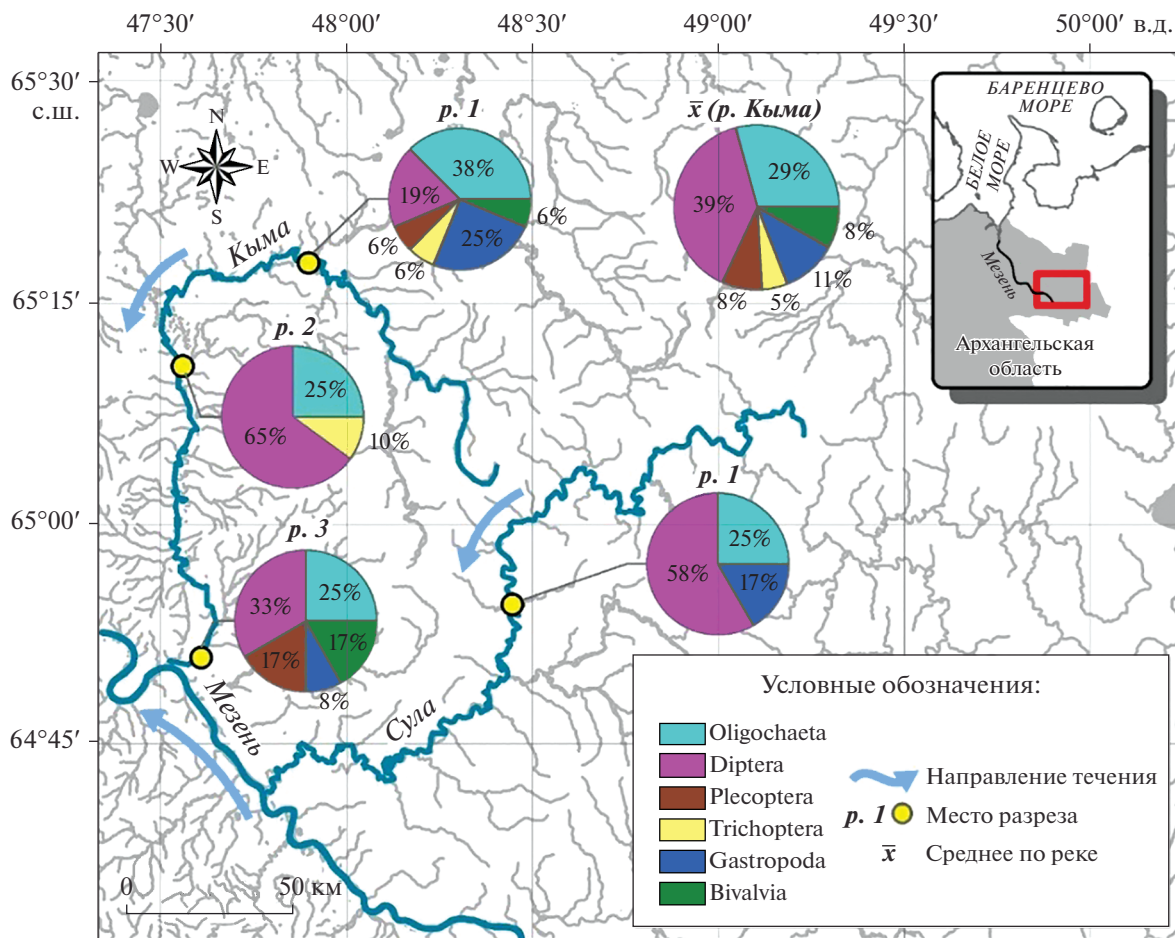 47°30′ 48°00′ 48°30′ 49°00′ 49°30′ 50°00′ в.д.
65°30′
с.ш.
65°15′
65°00′
64°45′
N
W E
S
р. 1
38%
19%
6%
6%
25%
6%
x̅ (р. Кыма)
29%
39%
8%
8%
5%
11%
БАРЕНЦЕВО
МОРЕ
БЕЛОЕ
МОРЕ
Мезень
Архангельская
область
Кыма
р. 2
25%
65%
10%
р. 1
25%
58%
17%
р. 3
33%
25%
17%
17%
8%
Мезень
Сула
0 50 км
Условные обозначения:
Oligochaeta
Diptera
Plecoptera
Trichoptera
Gastropoda
Bivalvia
Направление течения
р. 1 Место разреза
x̅ Среднее по реке